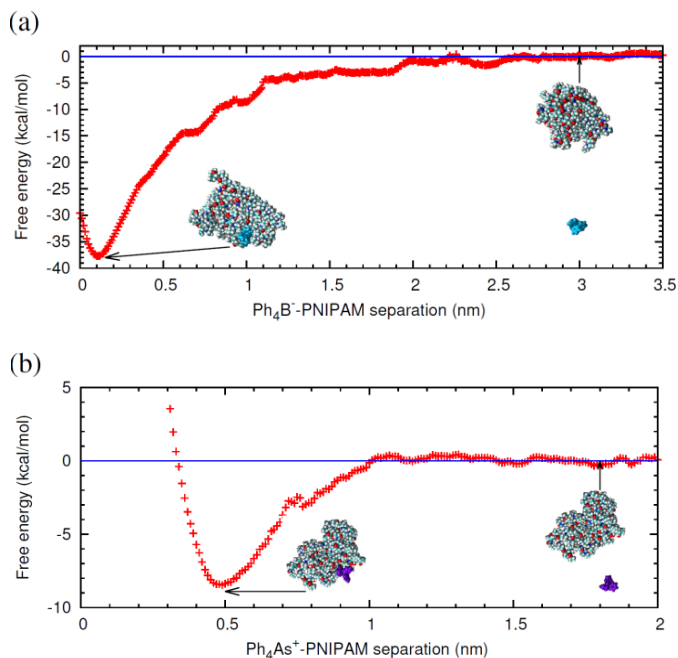 (a)
0
-5
-10
-15
-20
-25
-30
-35
-40
Free energy (kcal/mol)
0 0.5 1 1.5 2 2.5 3 3.5
Ph₄B⁻-PNIPAM separation (nm)
(b)
5
0
-5
-10
Free energy (kcal/mol)
0 0.5 1 1.5 2
Ph₄As⁺-PNIPAM separation (nm)